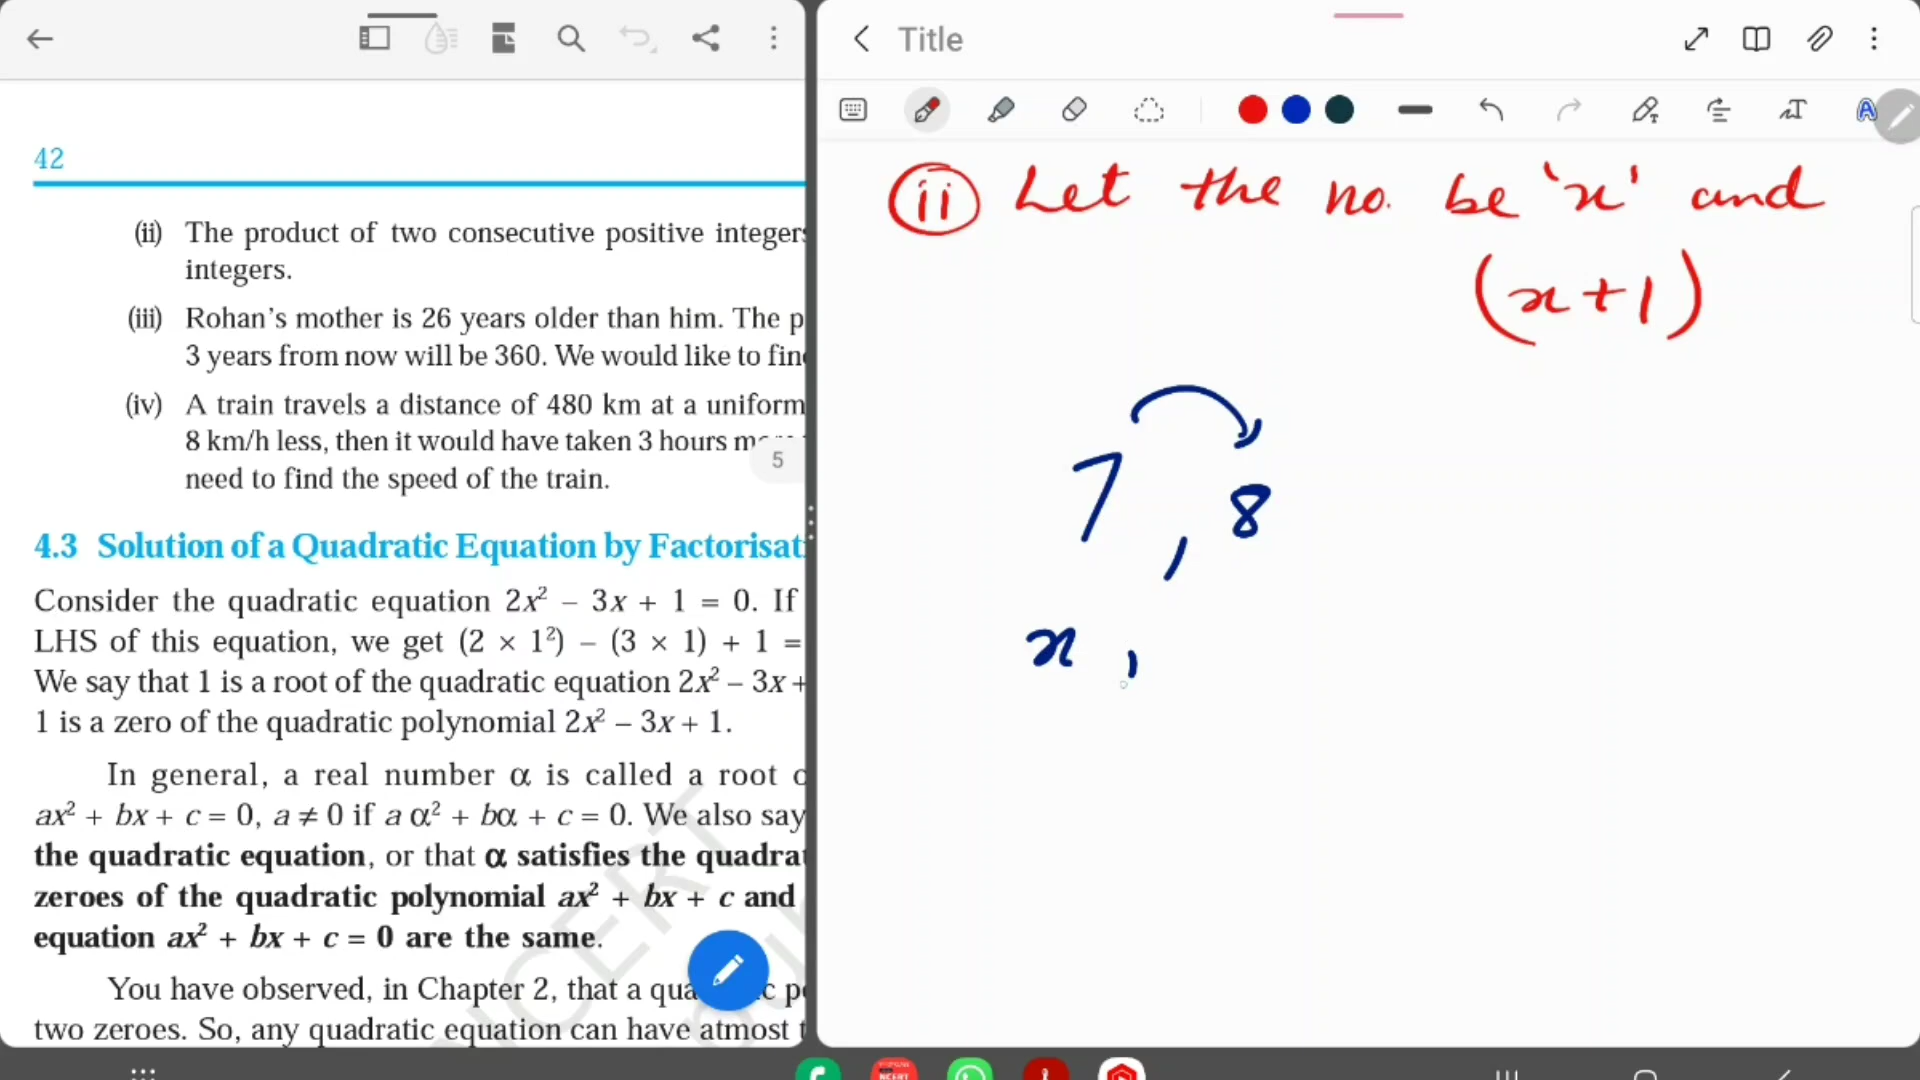 Title
42
(ii) The product of two consecutive positive integers
integers.
(iii) Rohan's mother is 26 years older than him. The p
3 years from now will be 360. We would like to find
(iv) A train travels a distance of 480 km at a uniform
8 km/h less, then it would have taken 3 hours more
need to find the speed of the train.
5
4.3 Solution of a Quadratic Equation by Factorisati
Consider the quadratic equation 2x² – 3x + 1 = 0. If
LHS of this equation, we get (2 × 1²) – (3 × 1) + 1 =
We say that 1 is a root of the quadratic equation 2x² – 3x +
1 is a zero of the quadratic polynomial 2x² – 3x + 1.
In general, a real number α is called a root o
ax² + bx + c = 0, a ≠ 0 if a α² + bα + c = 0. We also say
the quadratic equation, or that α satisfies the quadrat
zeroes of the quadratic polynomial ax² + bx + c and
equation ax² + bx + c = 0 are the same.
You have observed, in Chapter 2, that a qua c po
two zeroes. So, any quadratic equation can have atmost t
(ii) Let the no. be 'x' and
(x+1)
7, 8
x,